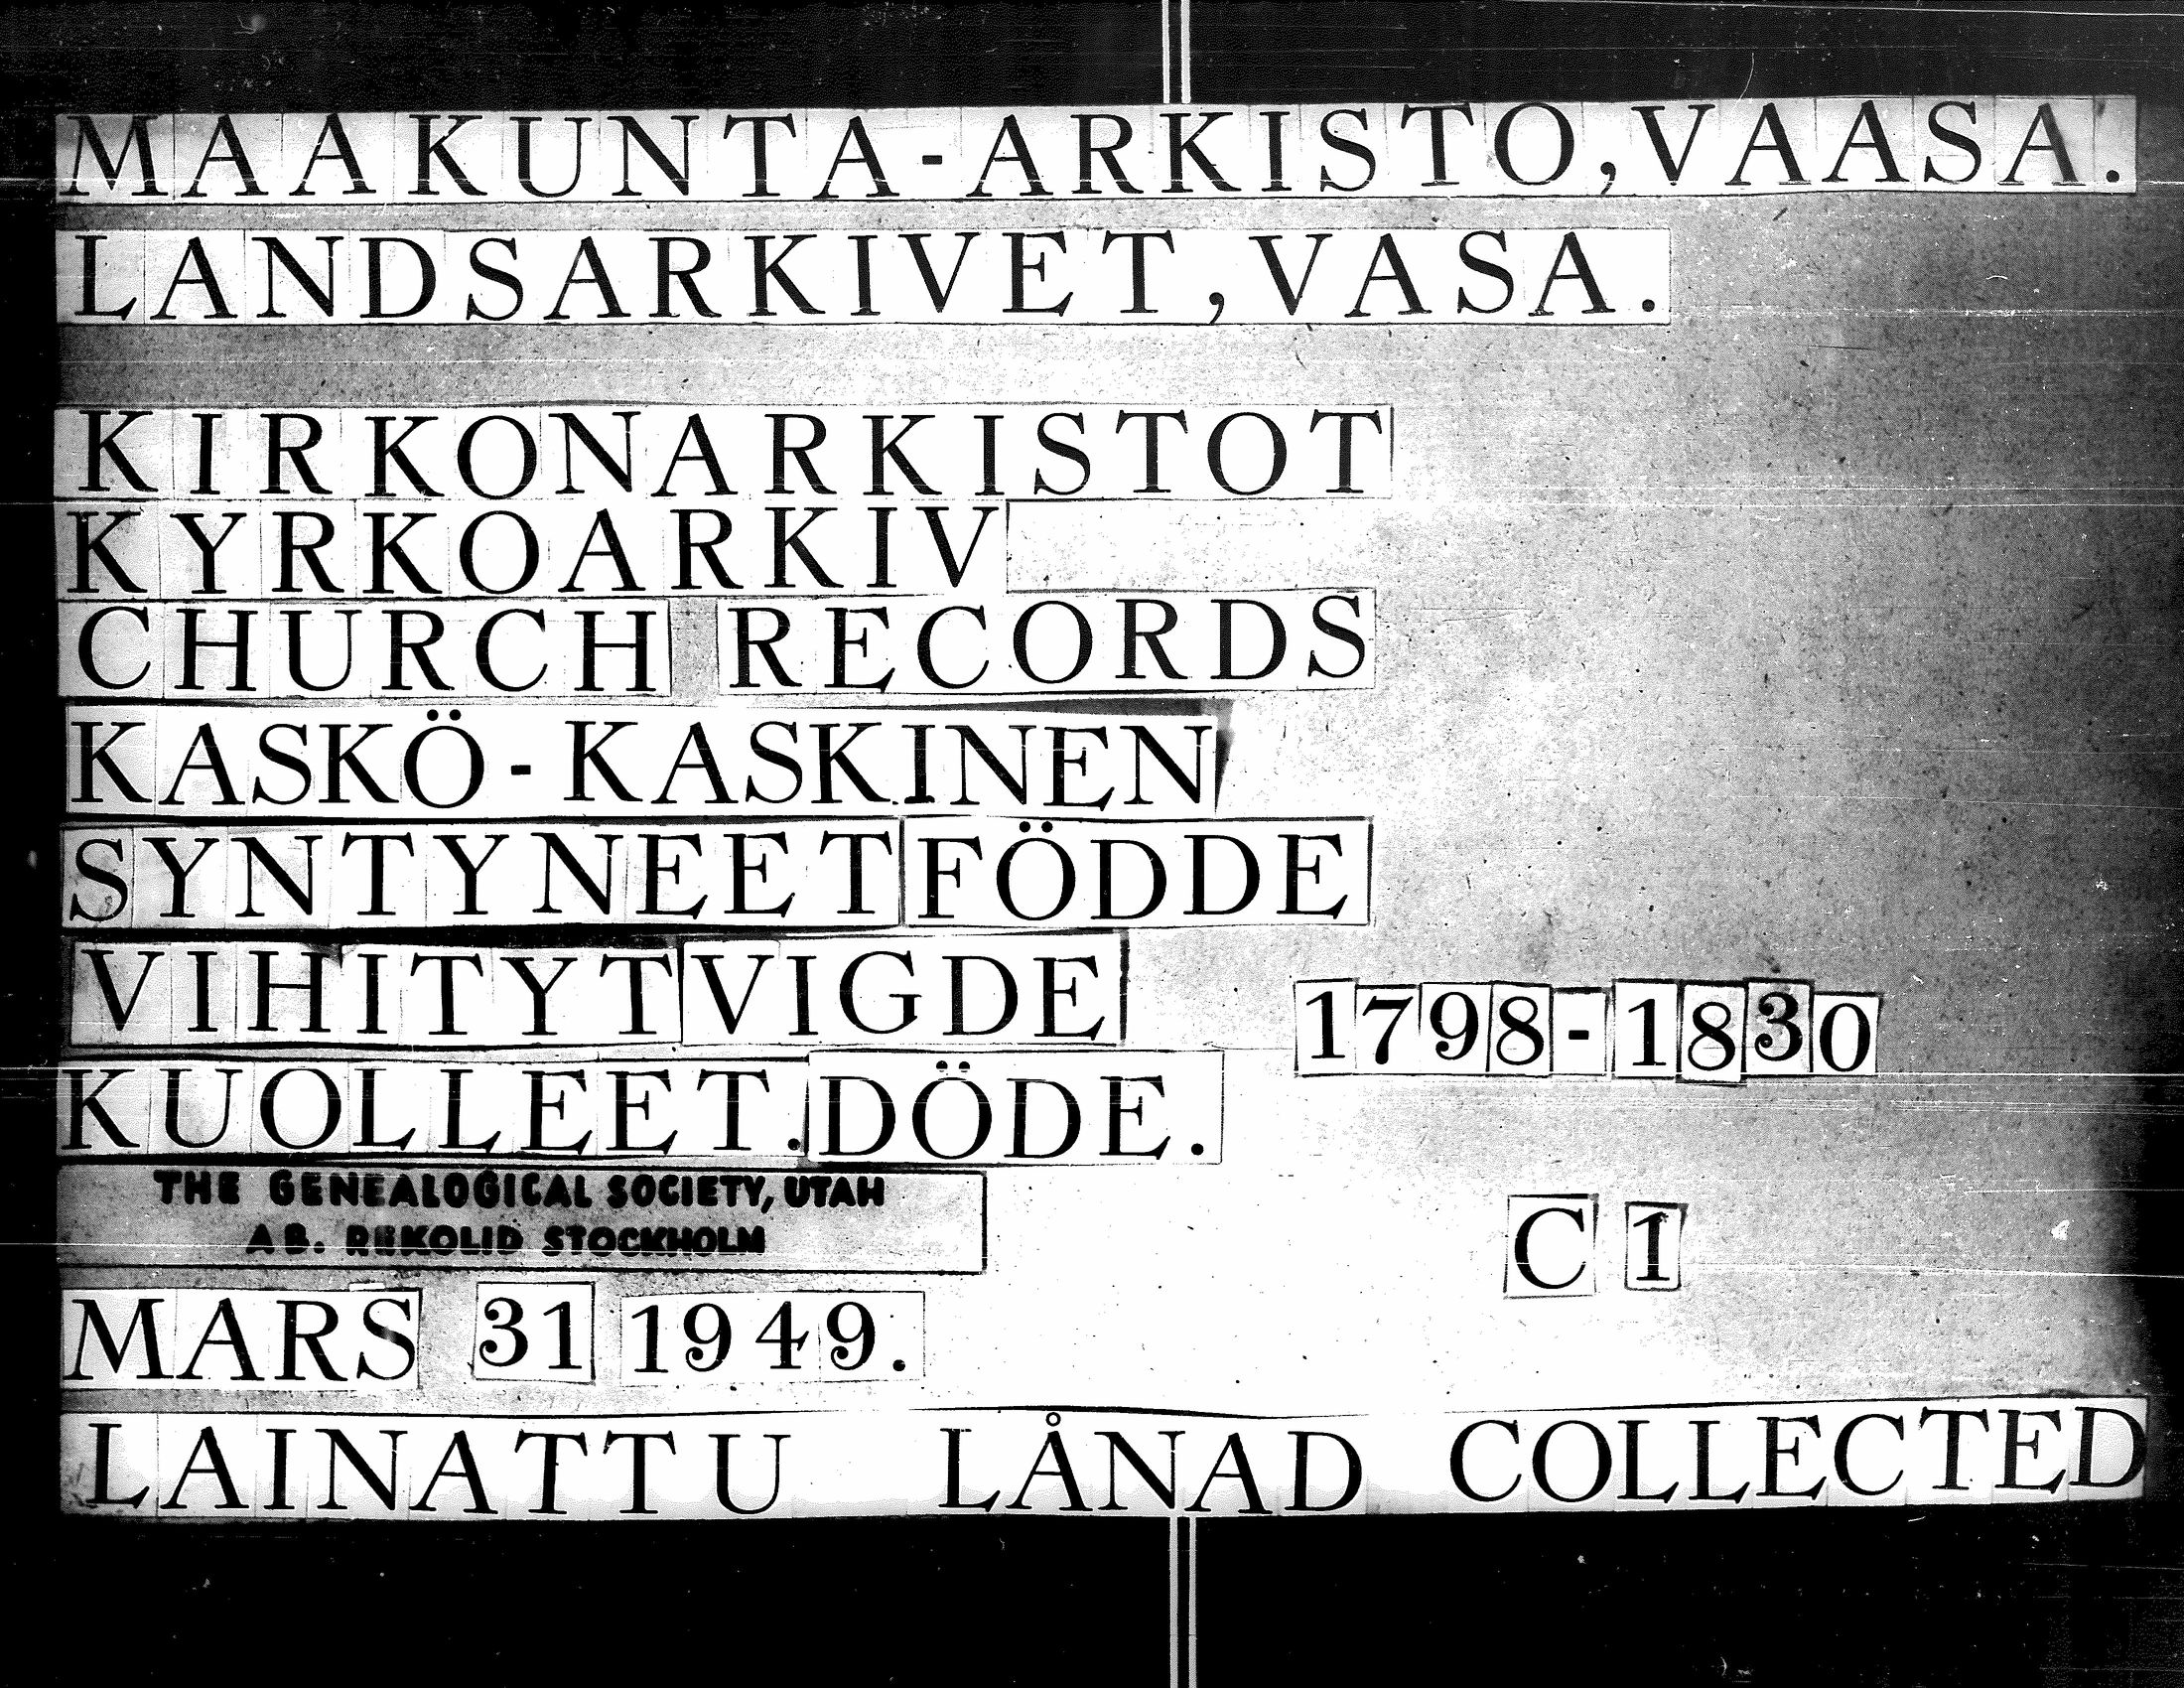 MAAKUNTA-ARKISTO, VAASA.
LANDSARKIVET, VASA.
KIRKONARKISTOT
KYRKOARKIV
CHURCH RECORDS
KASKÖ-KASKINEN
SYNTYNEET FÖDDE
VIHITYT VIGDE 1798-1830
KUOLLEET. DÖDE.
THE GENEALOGICAL SOCIETY, UTAH
AB. REKOLID STOCKHOLM
C 1
MARS 31 1949.
LAINATTU LÅNAD COLLECTED